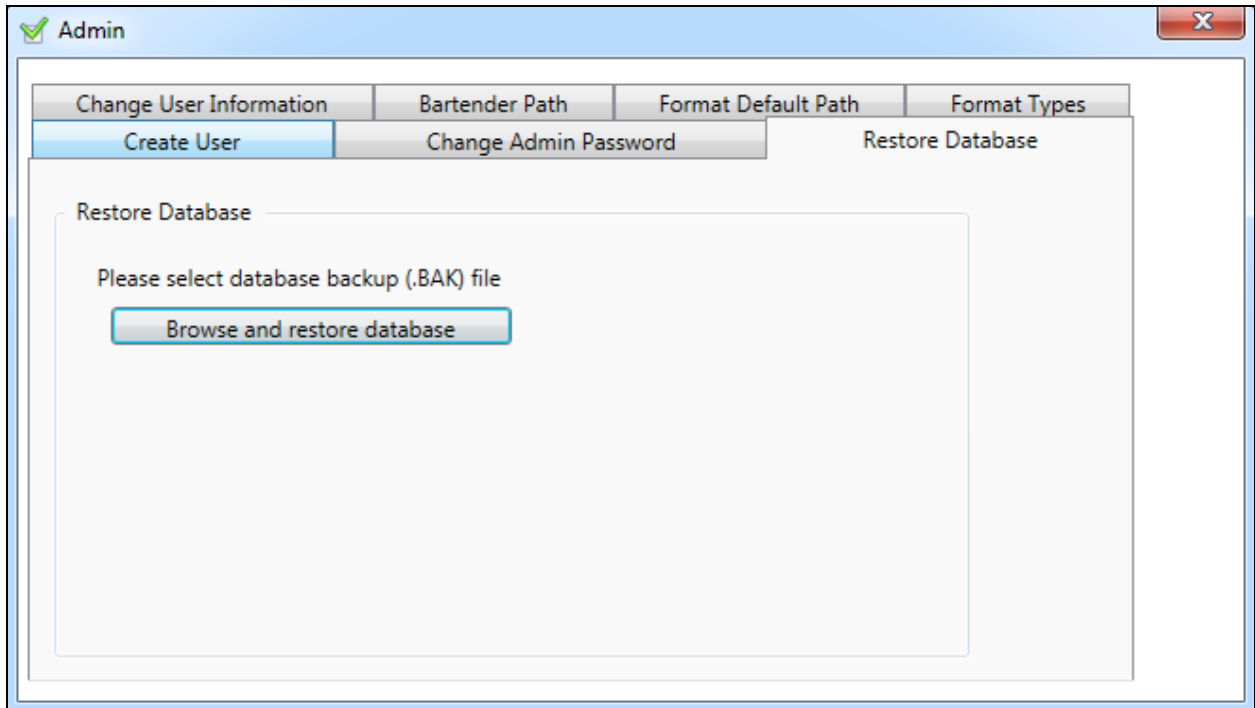 Admin
Change User Information Bartender Path Format Default Path Format Types
Create User Change Admin Password Restore Database
Restore Database
Please select database backup (.BAK) file
Browse and restore database